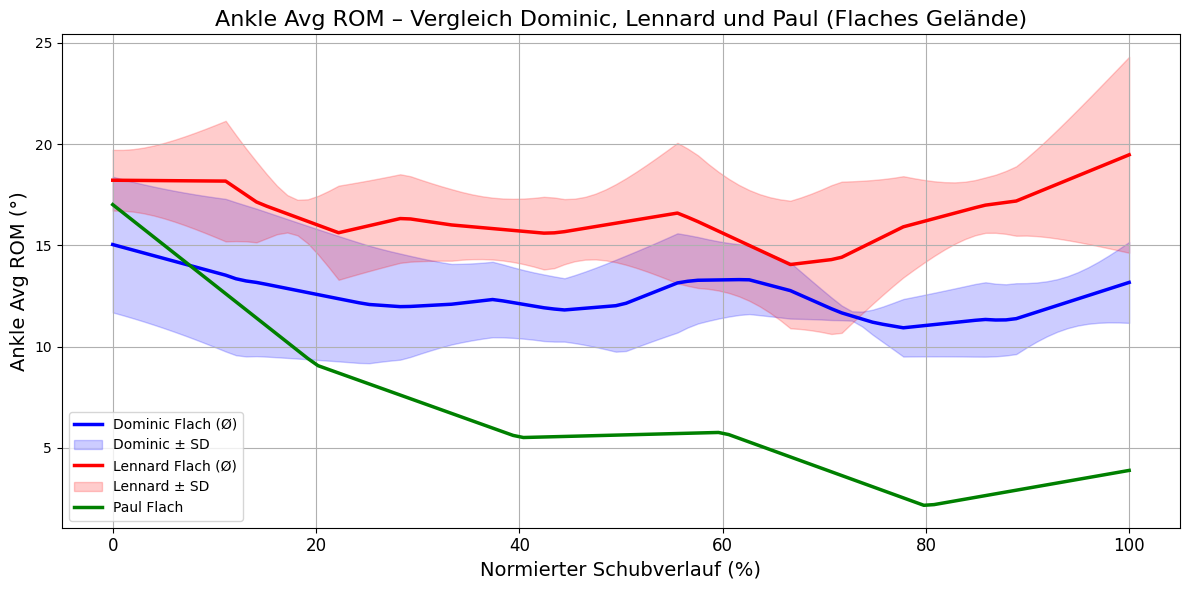 Ankle Avg ROM – Vergleich Dominic, Lennard und Paul (Flaches Gelände)
Ankle Avg ROM (°)
25
20
15
10
5
Dominic Flach (Ø)
Dominic ± SD
Lennard Flach (Ø)
Lennard ± SD
Paul Flach
0 20 40 60 80 100
Normierter Schubverlauf (%)